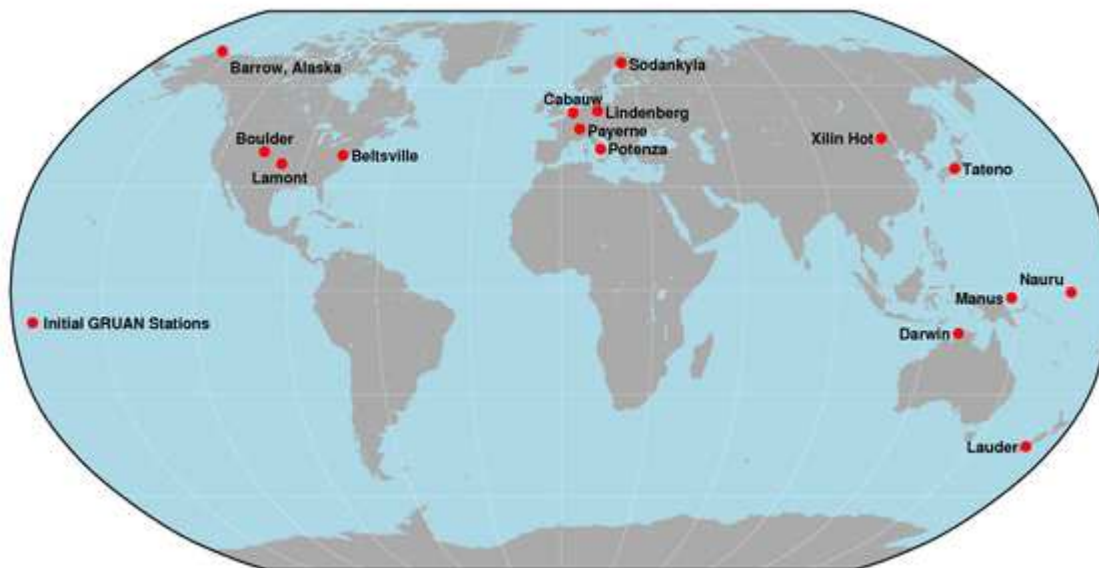 Barrow, Alaska
Sodankyla
Cabauw
Lindenberg
Payerne
Potenza
Boulder
Beltsville
Lamont
Xilin Hot
Tateno
Nauru
Manus
Initial GRUAN Stations
Darwin
Lauder